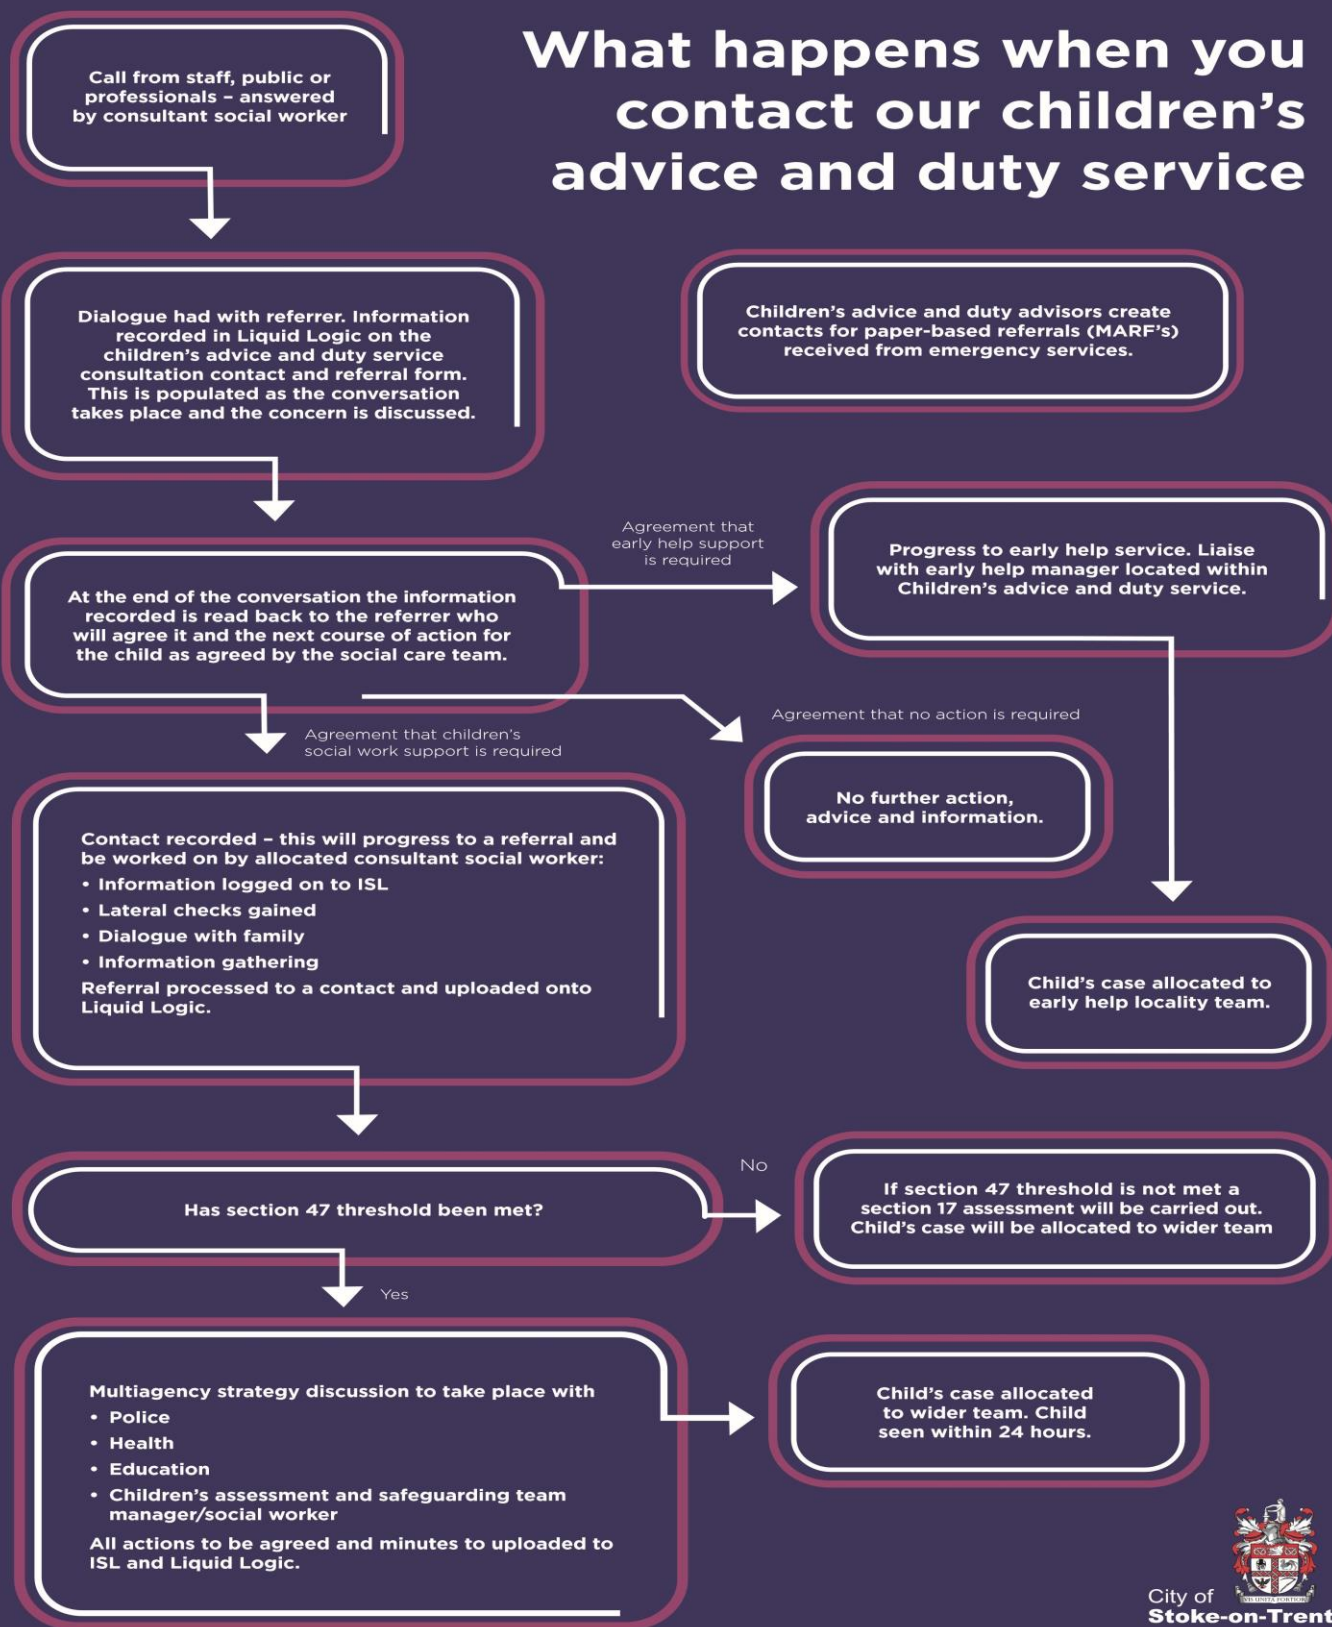 What happens when you
contact our children's
advice and duty service
Call from staff, public or
professionals – answered
by consultant social worker
Dialogue had with referrer. Information
recorded in Liquid Logic on the
children's advice and duty service
consultation contact and referral form.
This is populated as the conversation
takes place and the concern is discussed.
Children's advice and duty advisors create
contacts for paper-based referrals (MARF's)
received from emergency services.
At the end of the conversation the information
recorded is read back to the referrer who
will agree it and the next course of action for
the child as agreed by the social care team.
Agreement that
early help support
is required
Progress to early help service. Liaise
with early help manager located within
Children's advice and duty service.
Agreement that children's
social work support is required
Agreement that no action is required
No further action,
advice and information.
Child's case allocated to
early help locality team.
Contact recorded – this will progress to a referral and
be worked on by allocated consultant social worker:
• Information logged on to ISL
• Lateral checks gained
• Dialogue with family
• Information gathering
Referral processed to a contact and uploaded onto
Liquid Logic.
Has section 47 threshold been met?
No
If section 47 threshold is not met a
section 17 assessment will be carried out.
Child's case will be allocated to wider team
Yes
Multiagency strategy discussion to take place with
• Police
• Health
• Education
• Children's assessment and safeguarding team
manager/social worker
All actions to be agreed and minutes to uploaded to
ISL and Liquid Logic.
Child's case allocated
to wider team. Child
seen within 24 hours.
VIS UNITA FORTIOR
City of
Stoke-on-Trent